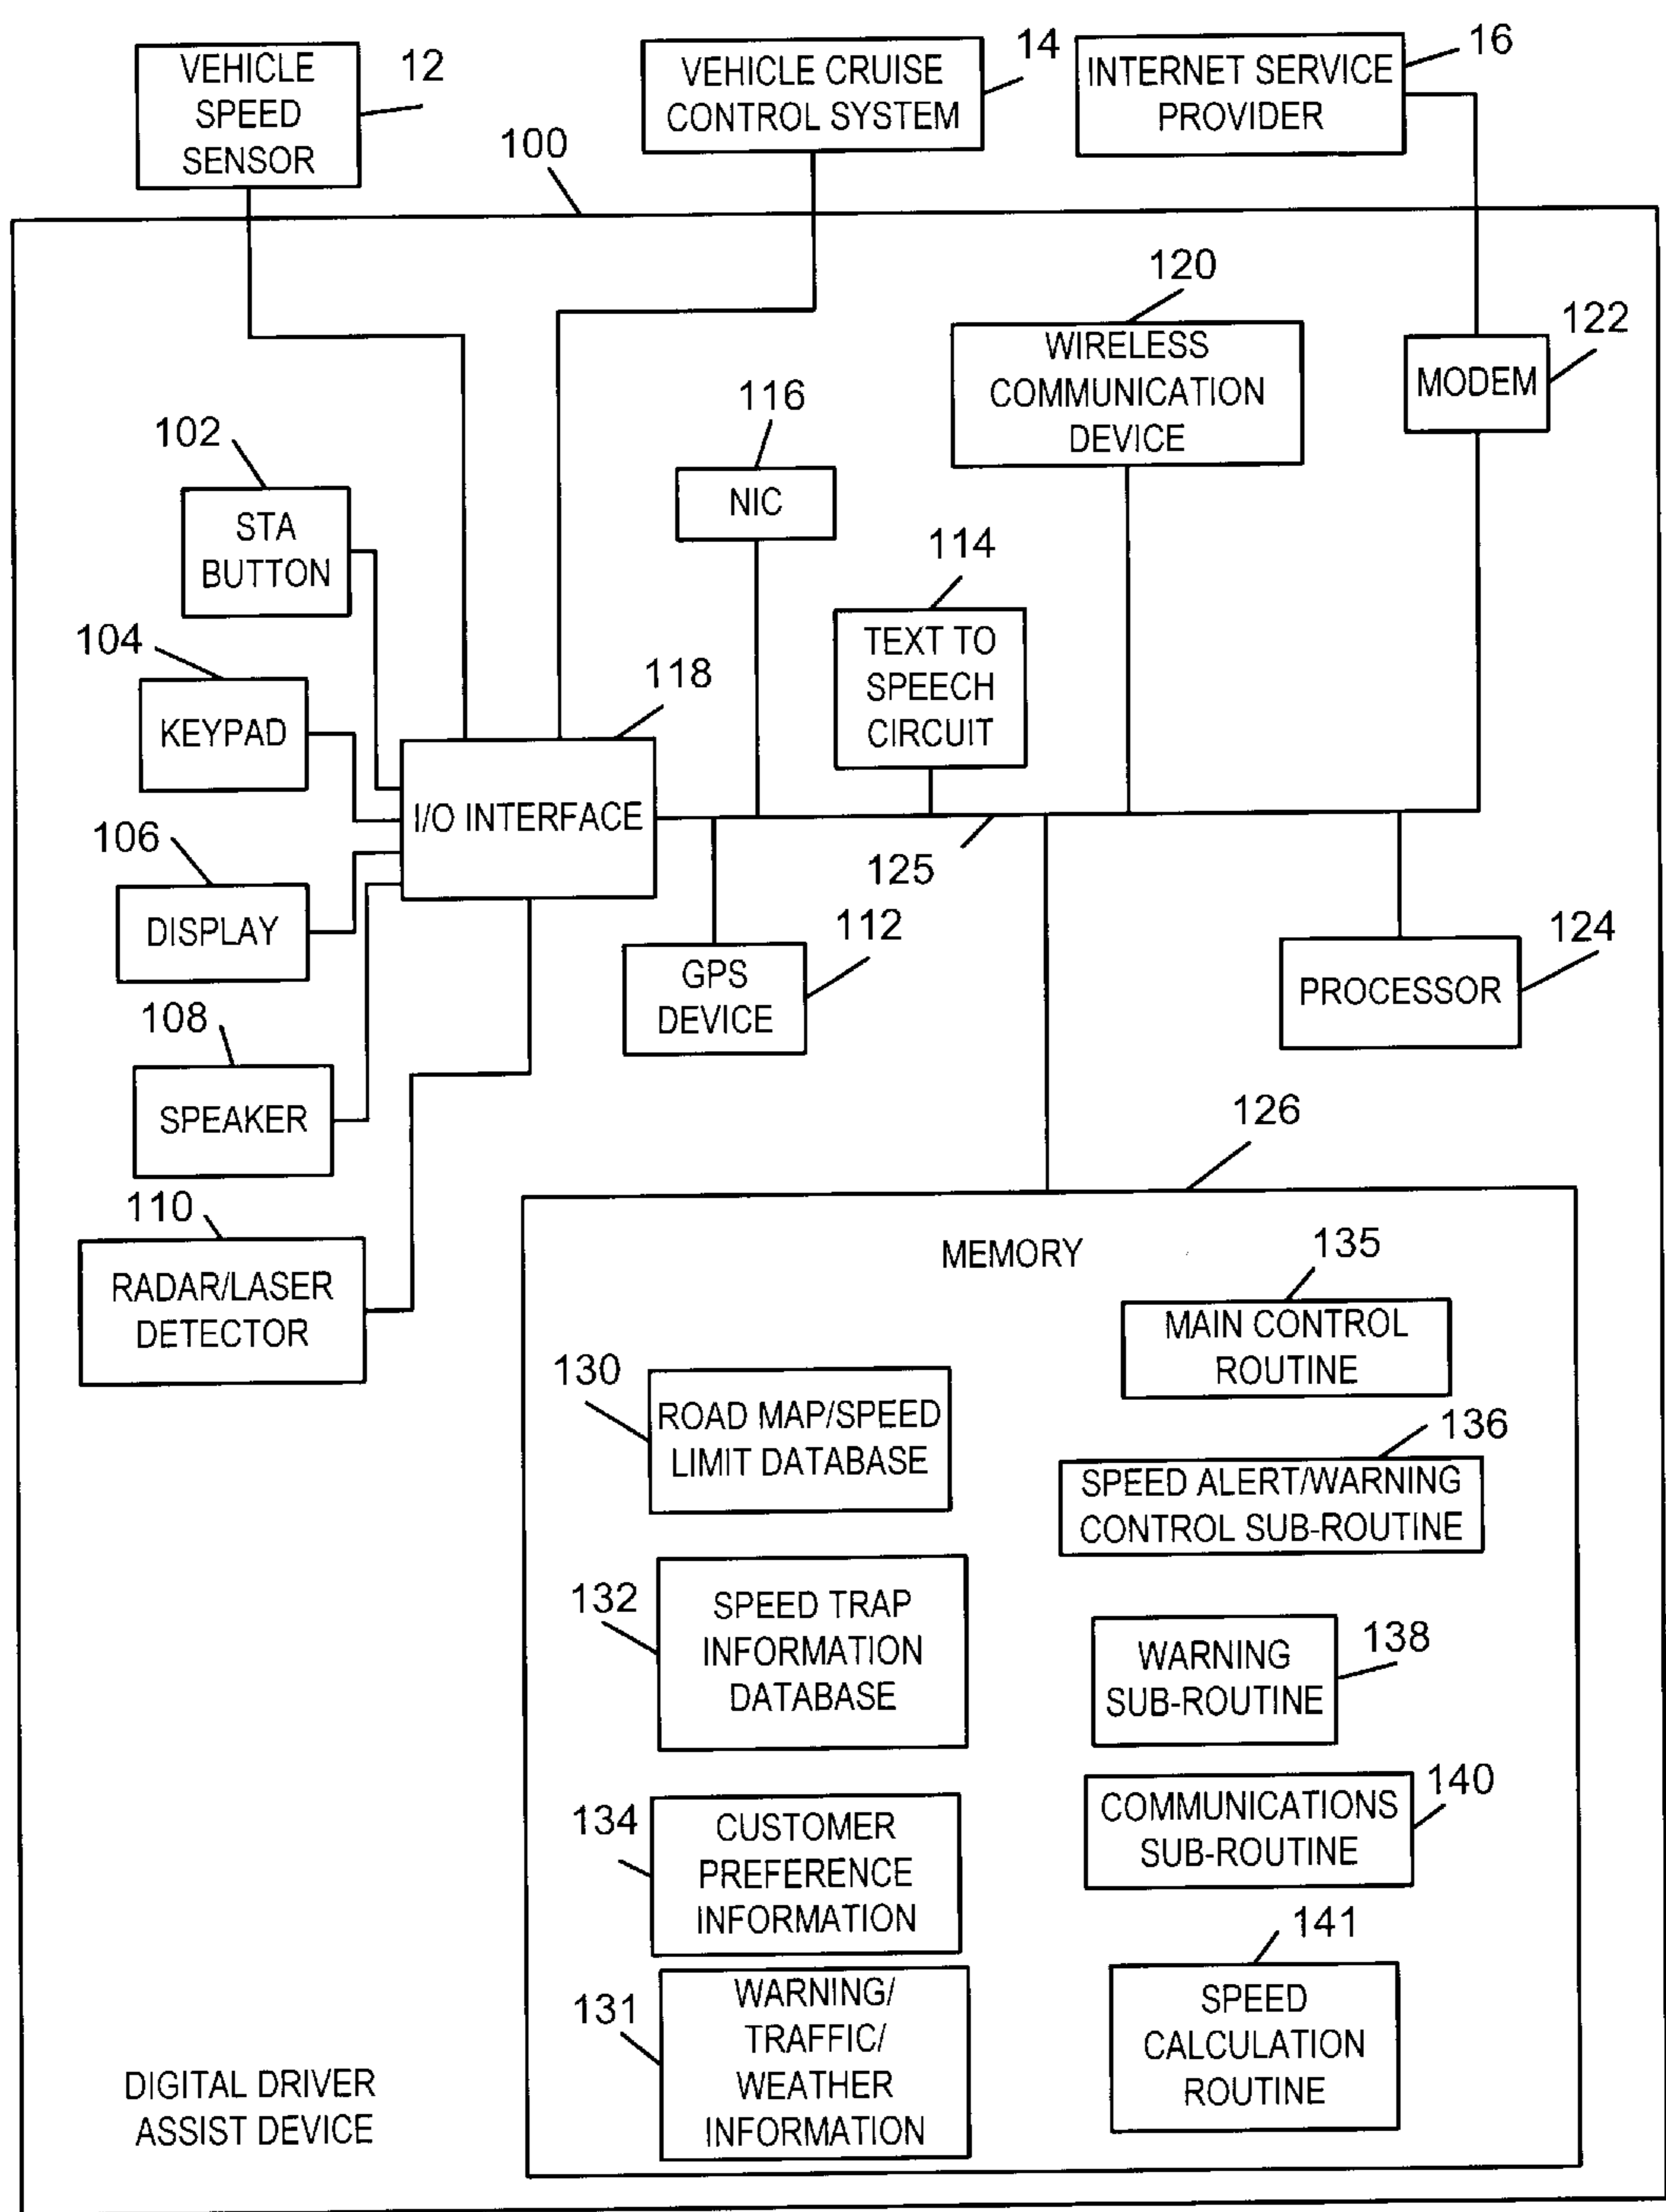 VEHICLE
SPEED
SENSOR
12
VEHICLE CRUISE
CONTROL SYSTEM
14
INTERNET SERVICE
PROVIDER
16
100
120
WIRELESS
COMMUNICATION
DEVICE
122
MODEM
116
NIC
102
STA
BUTTON
114
TEXT TO
SPEECH
CIRCUIT
104
KEYPAD
118
I/O INTERFACE
125
106
DISPLAY
112
GPS
DEVICE
124
PROCESSOR
108
SPEAKER
110
RADAR/LASER
DETECTOR
126
MEMORY
135
MAIN CONTROL
ROUTINE
130
ROAD MAP/SPEED
LIMIT DATABASE
136
SPEED ALERT/WARNING
CONTROL SUB-ROUTINE
132
SPEED TRAP
INFORMATION
DATABASE
138
WARNING
SUB-ROUTINE
134
CUSTOMER
PREFERENCE
INFORMATION
140
COMMUNICATIONS
SUB-ROUTINE
131
WARNING/
TRAFFIC/
WEATHER
INFORMATION
141
SPEED
CALCULATION
ROUTINE
DIGITAL DRIVER
ASSIST DEVICE